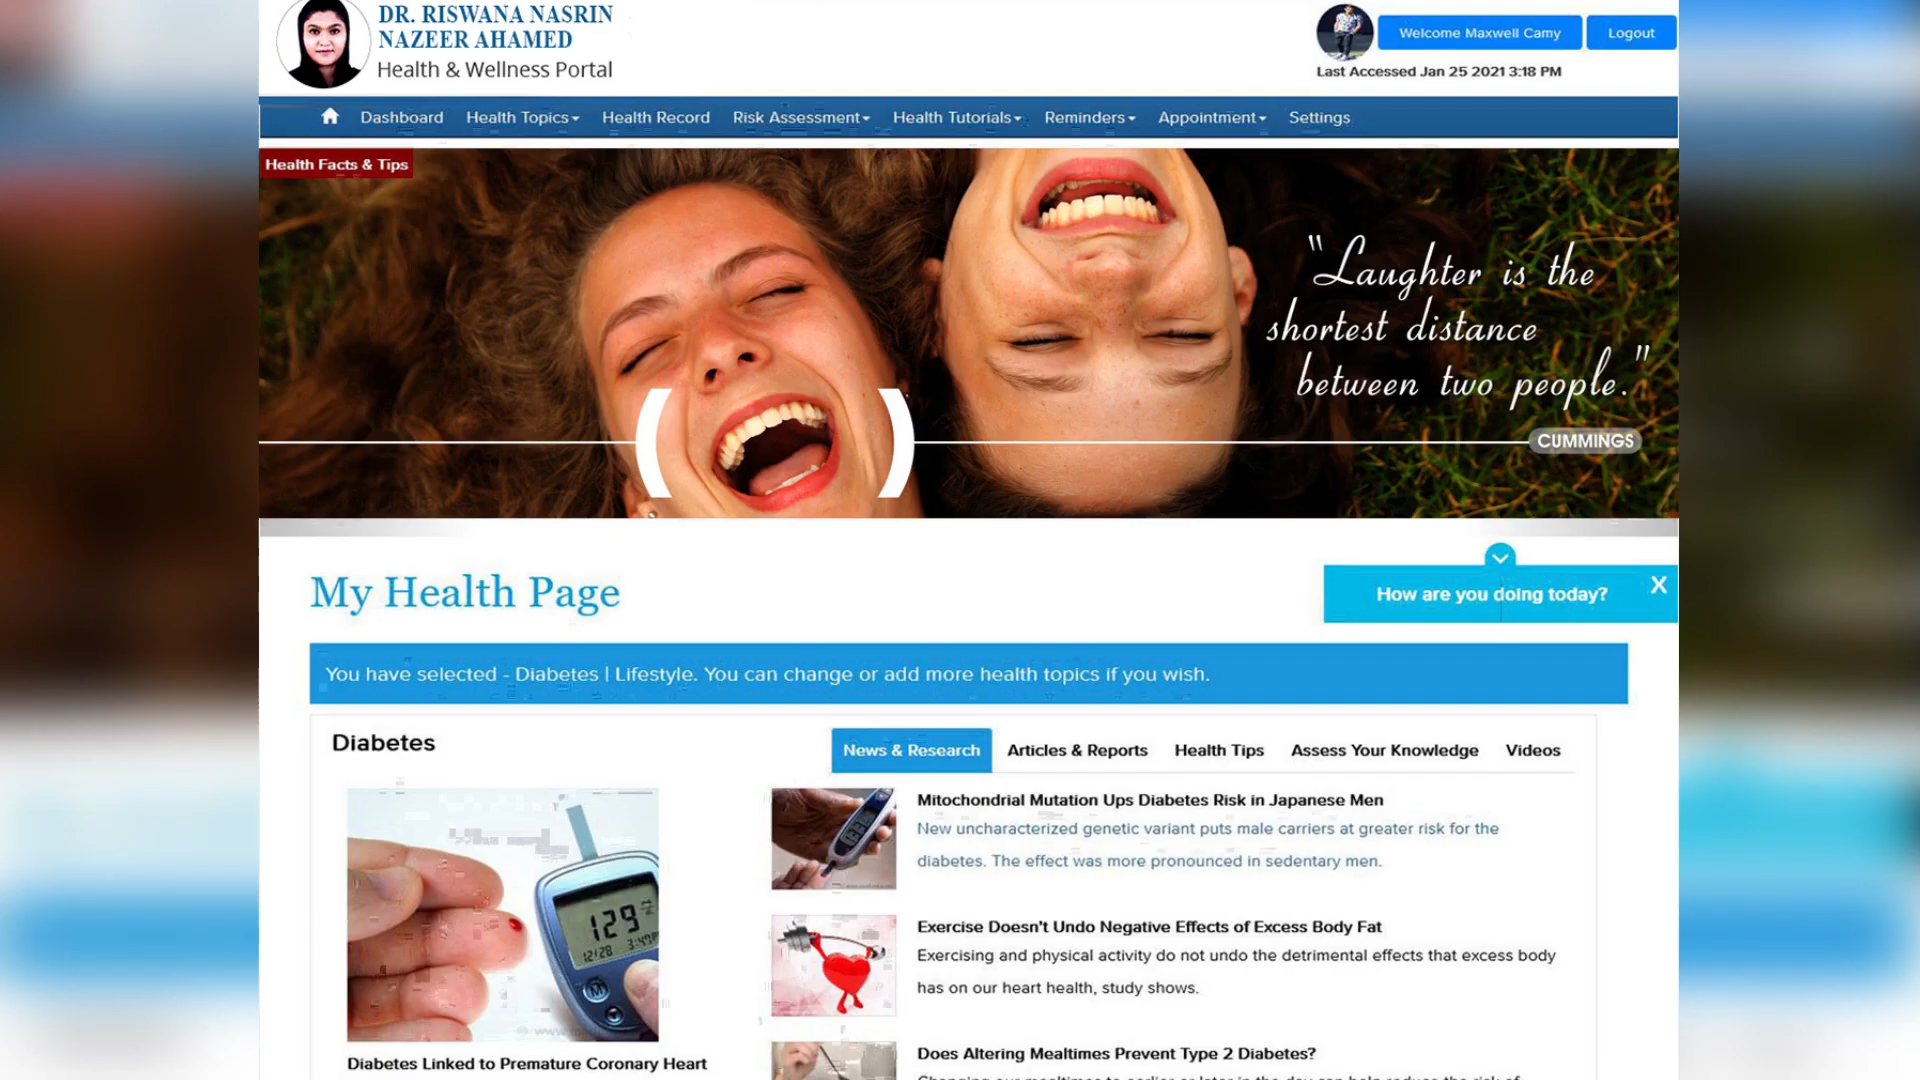 DR. RISWANA NASRIN
NAZEER AHAMED
Health & Wellness Portal
Welcome Maxwell Camy
Logout
Last Accessed Jan 25 2021 3:18 PM
Dashboard
Health Topics
Health Record
Risk Assessment
Health Tutorials
Reminders
Appointment
Settings
Health Facts & Tips
"Laughter is the
shortest distance
between two people."
CUMMINGS
My Health Page
How are you doing today?
X
You have selected - Diabetes | Lifestyle. You can change or add more health topics if you wish.
Diabetes
News & Research
Articles & Reports
Health Tips
Assess Your Knowledge
Videos
129
12/28
3:47
M
Mitochondrial Mutation Ups Diabetes Risk in Japanese Men
New uncharacterized genetic variant puts male carriers at greater risk for the
diabetes. The effect was more pronounced in sedentary men.
Exercise Doesn't Undo Negative Effects of Excess Body Fat
Exercising and physical activity do not undo the detrimental effects that excess body
has on our heart health, study shows.
Diabetes Linked to Premature Coronary Heart
Does Altering Mealtimes Prevent Type 2 Diabetes?